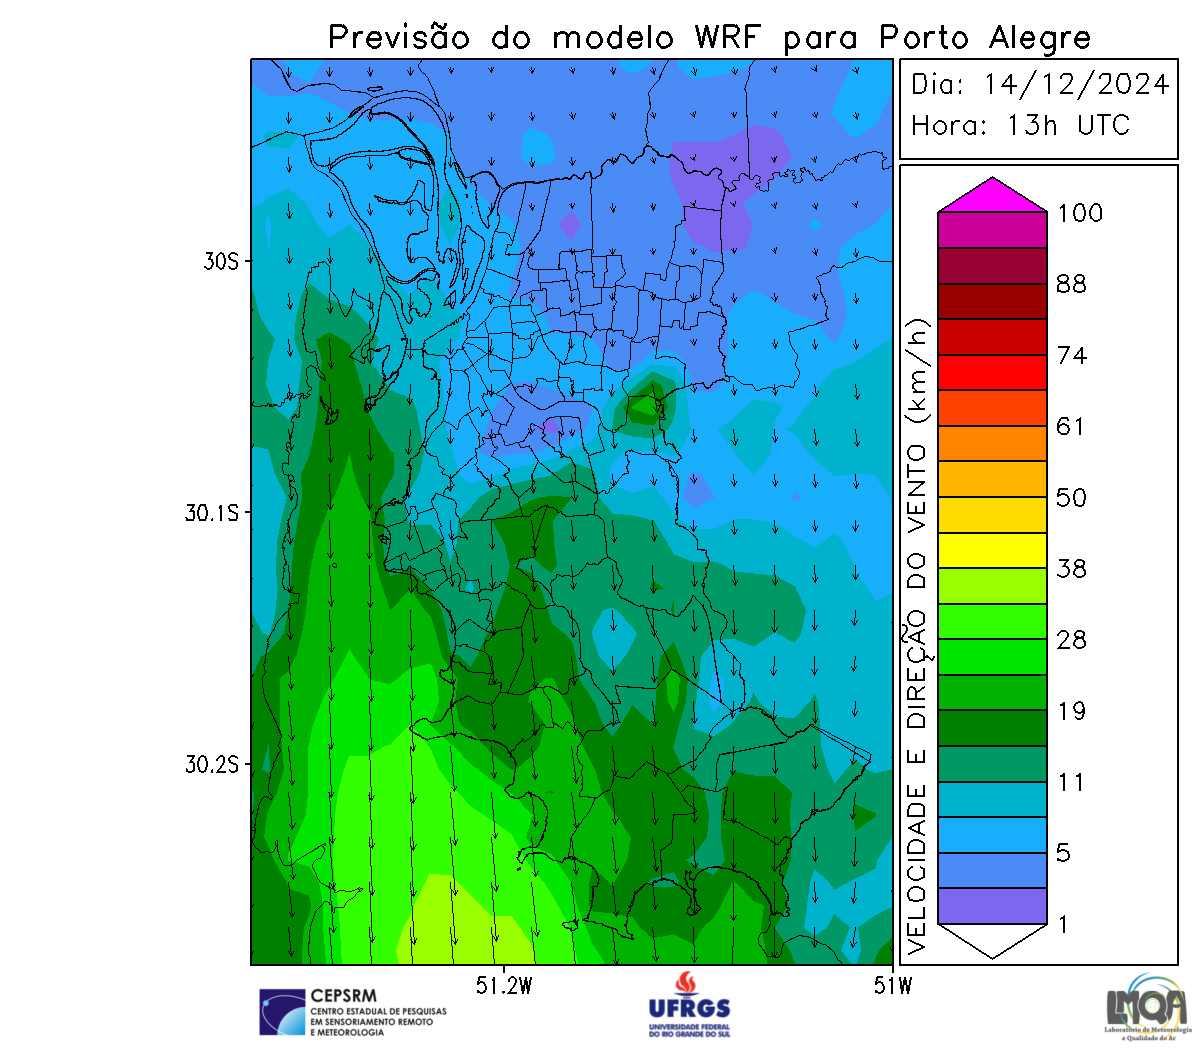 Previsão do modelo WRF para Porto Alegre
Dia: 14/12/2024
Hora: 13h UTC
100
88
74
61
50
38
28
19
11
5
1
VELOCIDADE E DIREÇÃO DO VENTO (km/h)
30S
30.1S
30.2S
51.2W
51W
CEPSRM
CENTRO ESTADUAL DE PESQUISAS
EM SENSORIAMENTO REMOTO
E METEOROLOGIA
UFRGS
UNIVERSIDADE FEDERAL
DO RIO GRANDE DO SUL
LMQA
Laboratório de Meteorologia
e Qualidade do Ar